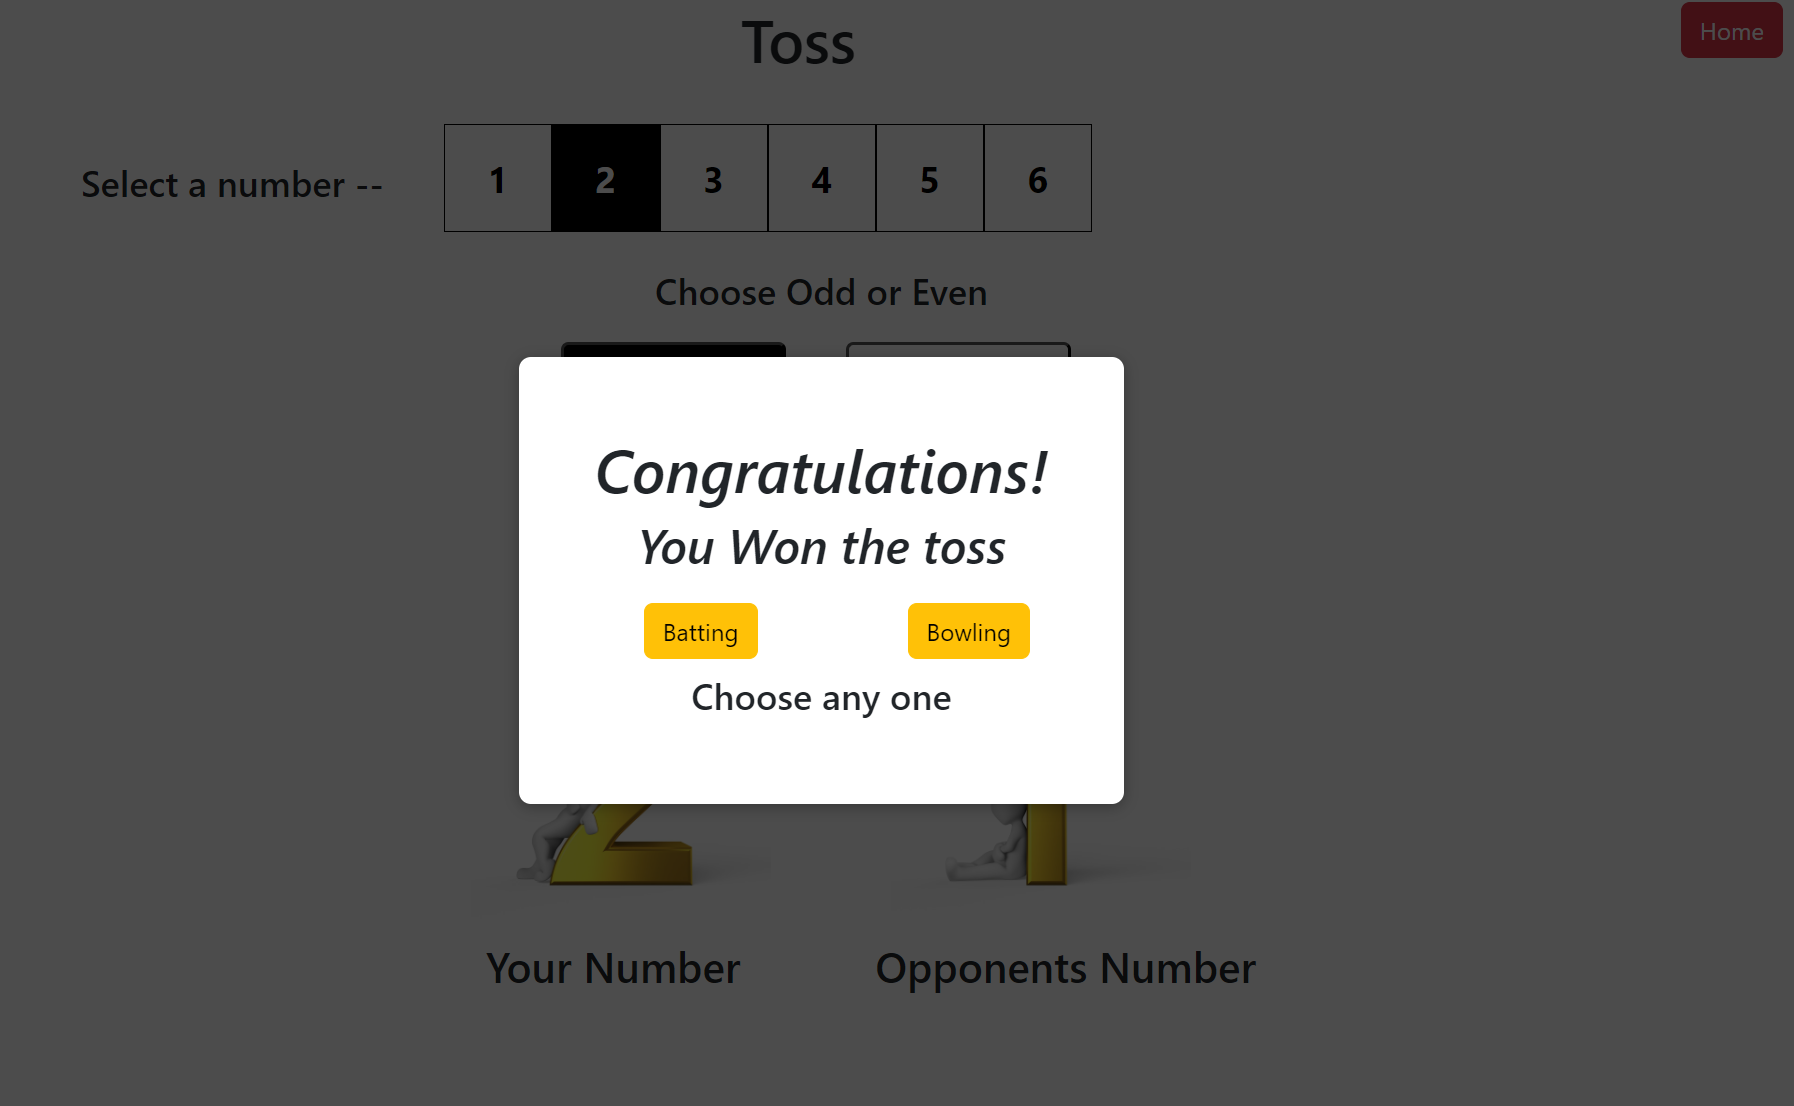 Toss
Home
Select a number --
1 2 3 4 5 6
Choose Odd or Even
Congratulations!
You Won the toss
Batting Bowling
Choose any one
Your Number Opponents Number